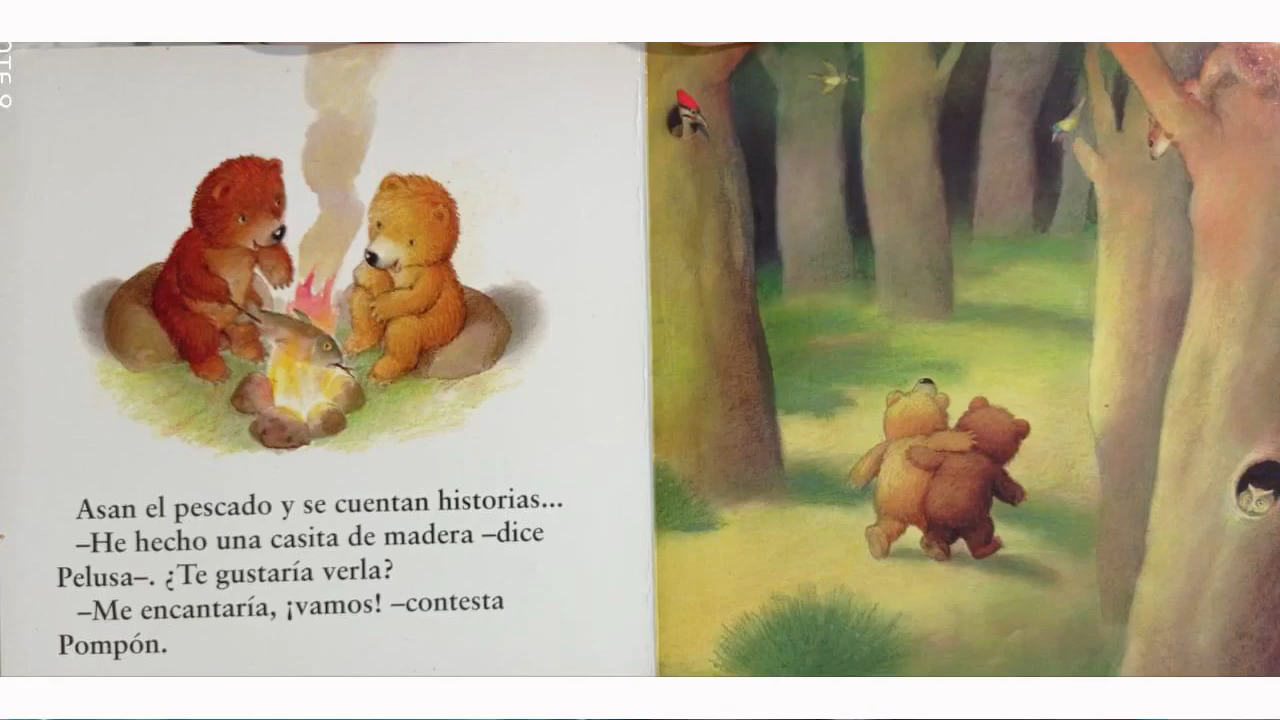 Asan el pescado y se cuentan historias...
–He hecho una casita de madera –dice
Pelusa–. ¿Te gustaría verla?
–Me encantaría, ¡vamos! –contesta
Pompón.